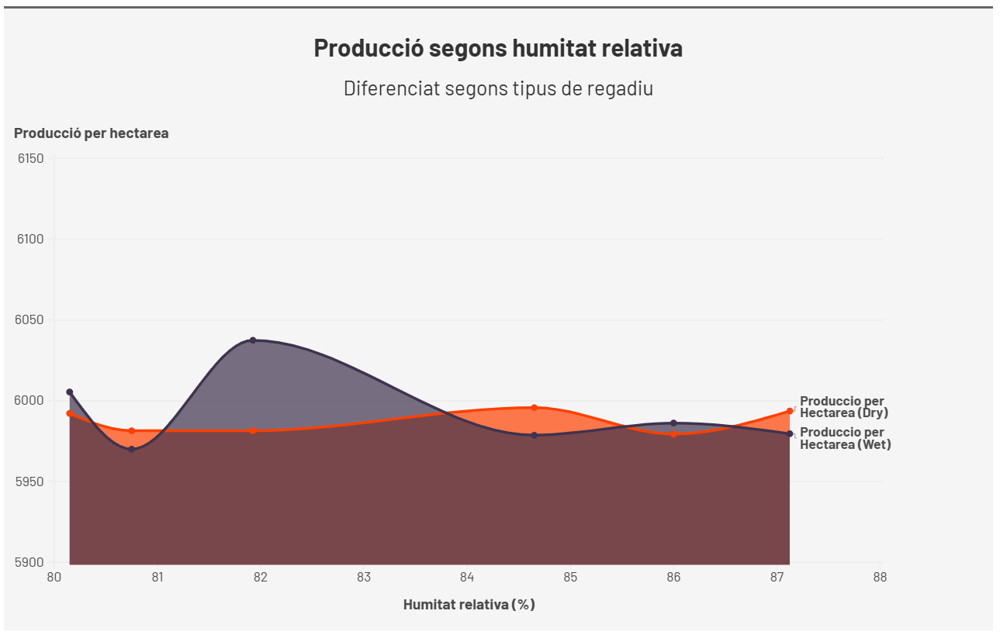 Producció segons humitat relativa
Diferenciat segons tipus de regadiu
Producció per hectarea
6150
6100
6050
6000
5950
5900
80 81 82 83 84 85 86 87 88
Produccio per
Hectarea (Dry)
Produccio per
Hectarea (Wet)
Humitat relativa (%)